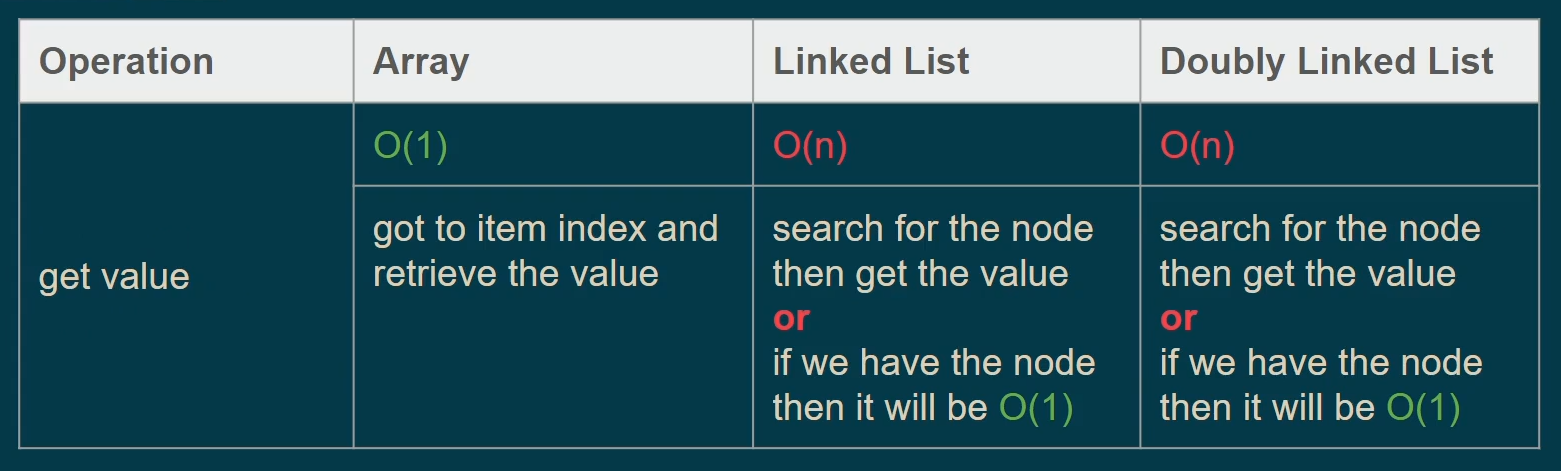 Operation
Array
Linked List
Doubly Linked List
get value
O(1)
O(n)
O(n)
got to item index and
retrieve the value
search for the node
then get the value
or
if we have the node
then it will be O(1)
search for the node
then get the value
or
if we have the node
then it will be O(1)